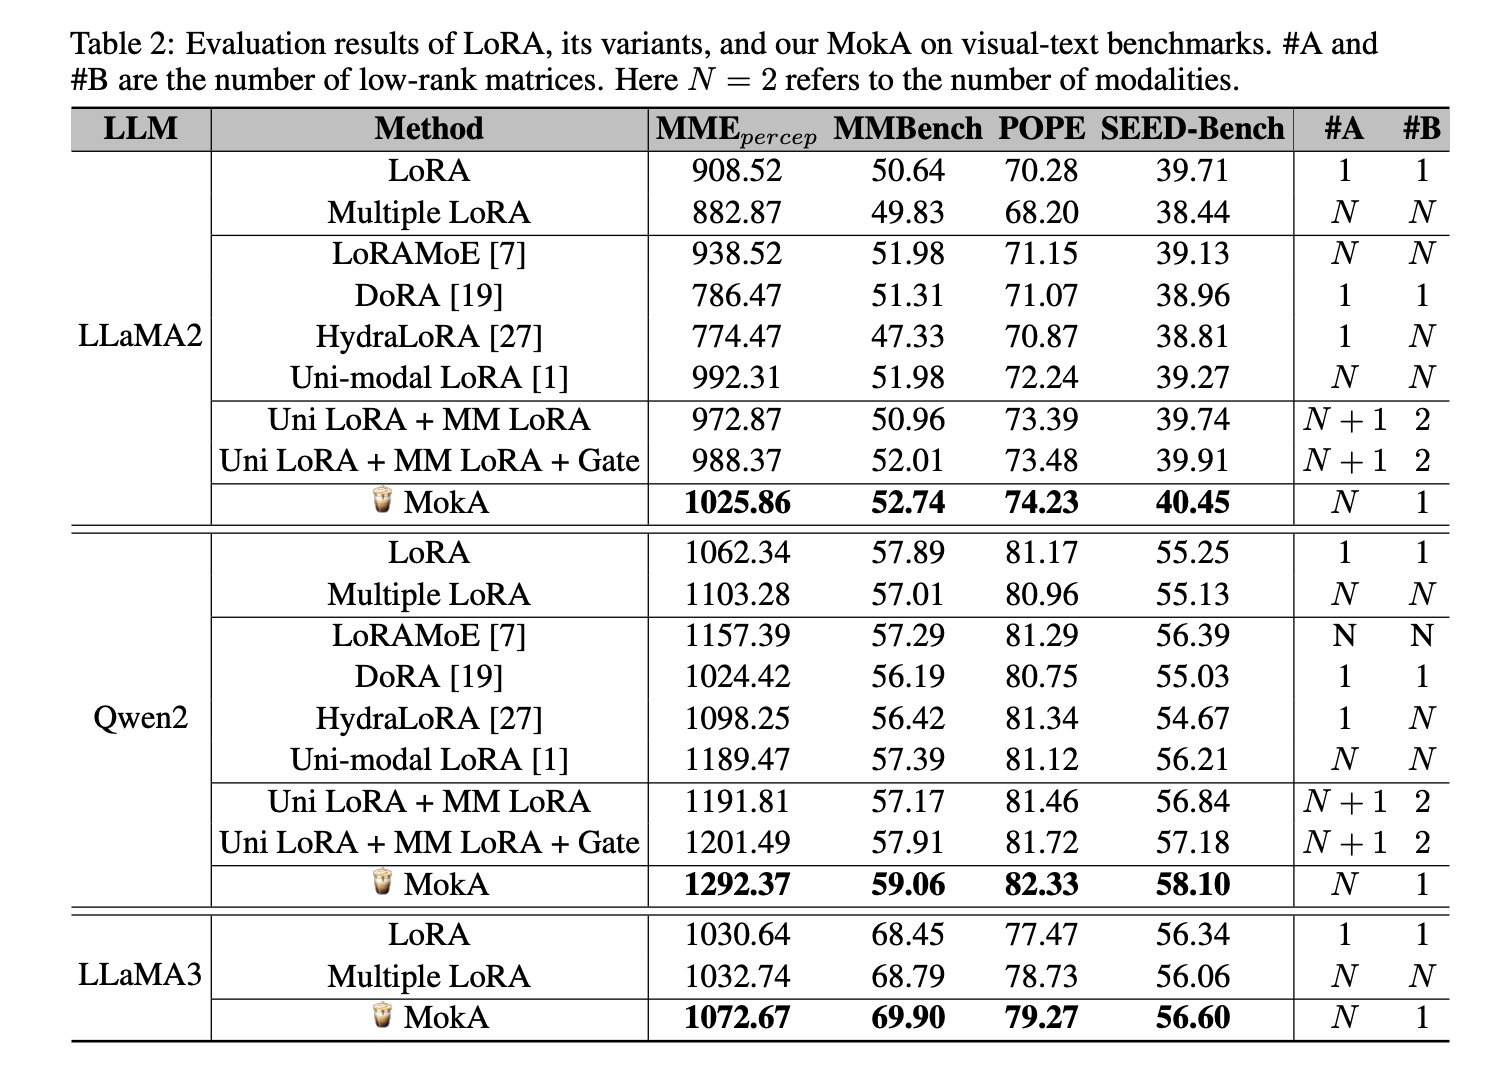 Table 2: Evaluation results of LoRA, its variants, and our MokA on visual-text benchmarks. #A and
#B are the number of low-rank matrices. Here N = 2 refers to the number of modalities.
LLM Method MME_percep MMBench POPE SEED-Bench #A #B
LoRA 908.52 50.64 70.28 39.71 1 1
Multiple LoRA 882.87 49.83 68.20 38.44 N N
LoRAMoE [7] 938.52 51.98 71.15 39.13 N N
DoRA [19] 786.47 51.31 71.07 38.96 1 1
LLaMA2 HydraLoRA [27] 774.47 47.33 70.87 38.81 1 N
Uni-modal LoRA [1] 992.31 51.98 72.24 39.27 N N
Uni LoRA + MM LoRA 972.87 50.96 73.39 39.74 N + 1 2
Uni LoRA + MM LoRA + Gate 988.37 52.01 73.48 39.91 N + 1 2
MokA 1025.86 52.74 74.23 40.45 N 1
LoRA 1062.34 57.89 81.17 55.25 1 1
Multiple LoRA 1103.28 57.01 80.96 55.13 N N
LoRAMoE [7] 1157.39 57.29 81.29 56.39 N N
DoRA [19] 1024.42 56.19 80.75 55.03 1 1
Qwen2 HydraLoRA [27] 1098.25 56.42 81.34 54.67 1 N
Uni-modal LoRA [1] 1189.47 57.39 81.12 56.21 N N
Uni LoRA + MM LoRA 1191.81 57.17 81.46 56.84 N + 1 2
Uni LoRA + MM LoRA + Gate 1201.49 57.91 81.72 57.18 N + 1 2
MokA 1292.37 59.06 82.33 58.10 N 1
LoRA 1030.64 68.45 77.47 56.34 1 1
LLaMA3 Multiple LoRA 1032.74 68.79 78.73 56.06 N N
MokA 1072.67 69.90 79.27 56.60 N 1